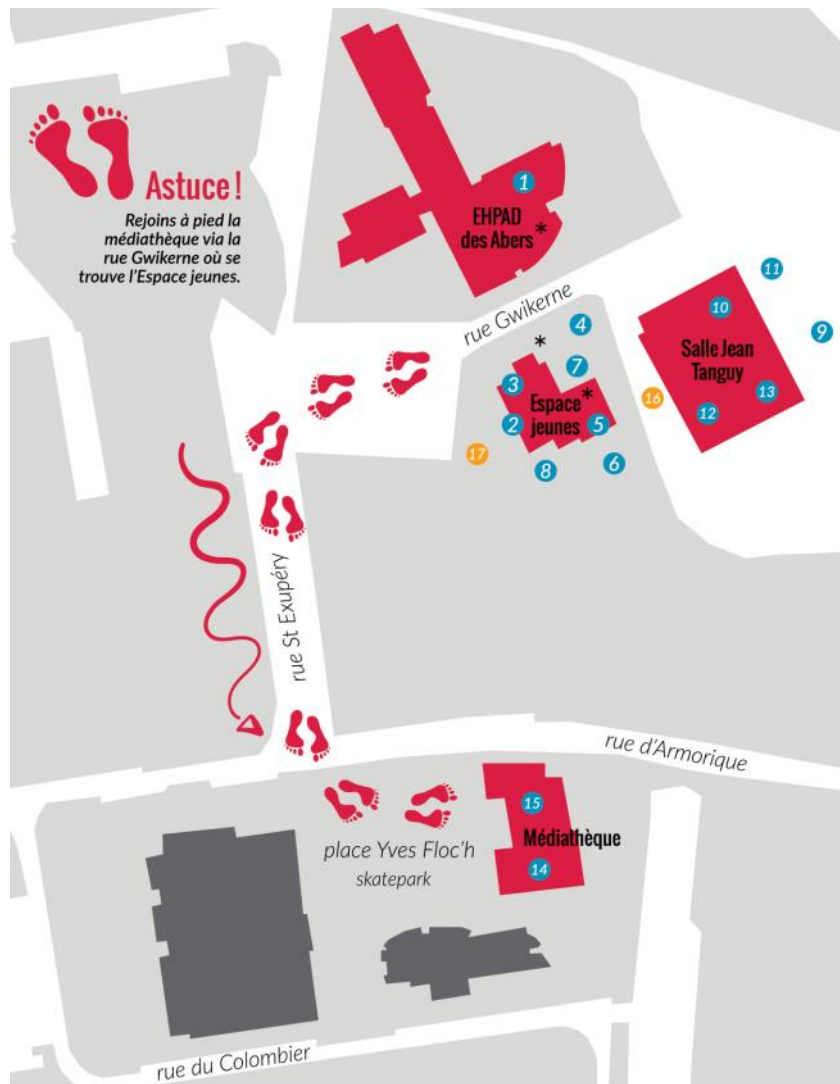 Astuce !
Rejoins à pied la
médiathèque via la
rue Gwikerne où se
trouve l'Espace jeunes.
1
EHPAD
des Abers *
rue Gwikerne
11
10
9
4
*
Salle Jean
Tanguy
7
3
Espace *
jeunes
16
13
12
2
5
17
8
6
rue St Exupéry
rue d'Armorique
15
Médiathèque
14
place Yves Floc'h
skatepark
rue du Colombier